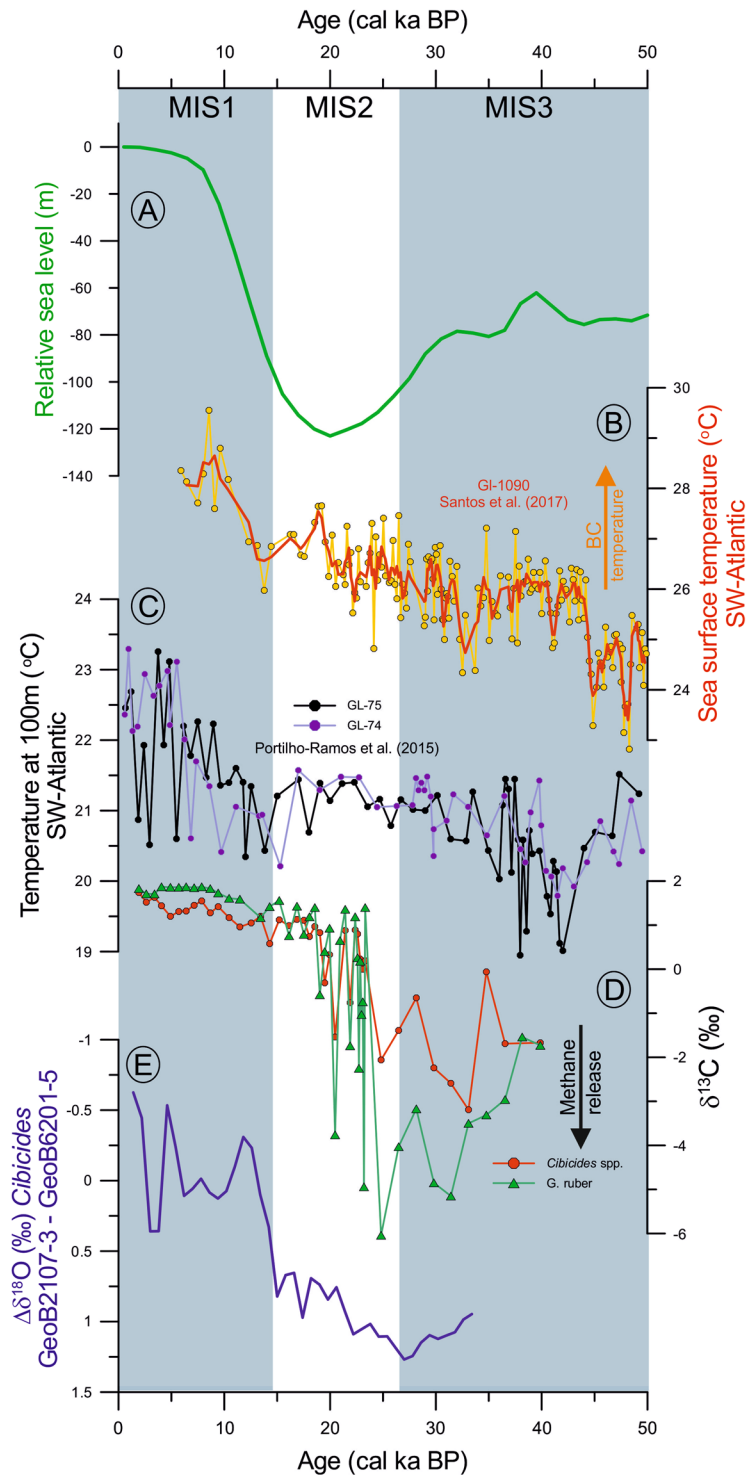 Age (cal ka BP)
0 10 20 30 40 50
MIS1 MIS2 MIS3
Relative sea level (m)
0
-20
-40
-60
-80
-100
-120
-140
A
B
30
28
26
24
Sea surface temperature (°C)
SW-Atlantic
Gl-1090
Santos et al. (2017)
BC
temperature
C
24
23
22
21
20
19
Temperature at 100m (°C)
SW-Atlantic
GL-75
GL-74
Portilho-Ramos et al. (2015)
D
2
0
-2
-4
-6
δ13C (‰)
Methane
release
Cibicides spp.
G. ruber
E
-1
-0.5
0
0.5
1
1.5
Δδ18O (‰) Cibicides
GeoB2107-3 - GeoB6201-5
0 10 20 30 40 50
Age (cal ka BP)